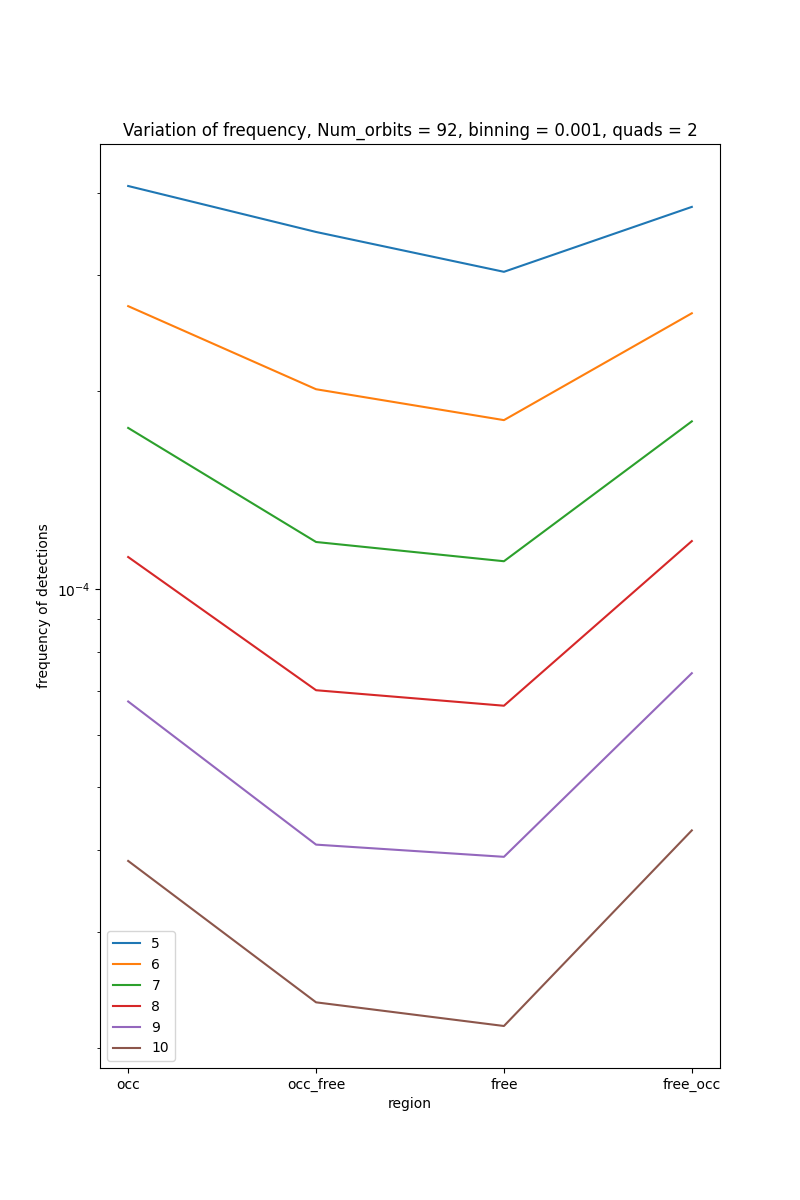 Variation of frequency, Num_orbits = 92, binning = 0.001, quads = 2
frequency of detections
10⁻⁴
5
6
7
8
9
10
occ
occ_free
free
free_occ
region